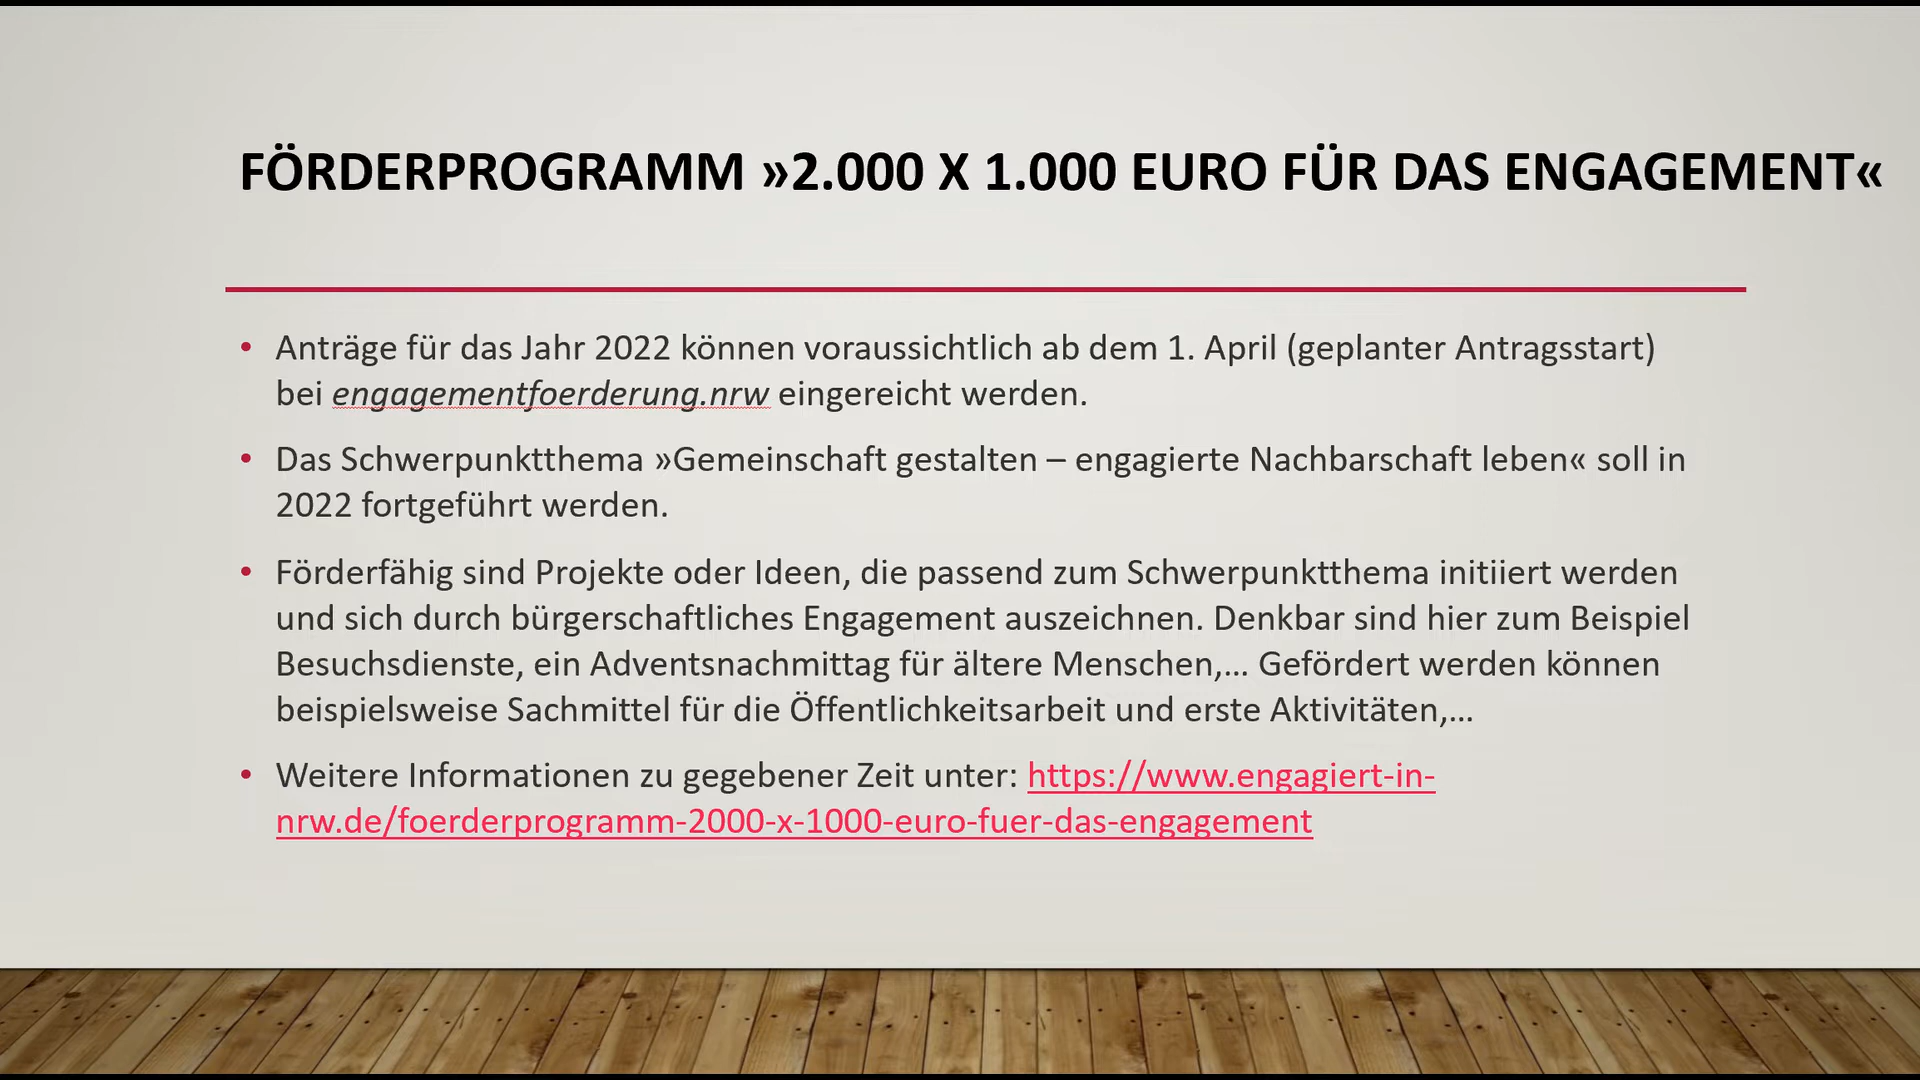 FÖRDERPROGRAMM »2.000 X 1.000 EURO FÜR DAS ENGAGEMENT«
• Anträge für das Jahr 2022 können voraussichtlich ab dem 1. April (geplanter Antragsstart)
bei engagementfoerderung.nrw eingereicht werden.
• Das Schwerpunktthema »Gemeinschaft gestalten – engagierte Nachbarschaft leben« soll in
2022 fortgeführt werden.
• Förderfähig sind Projekte oder Ideen, die passend zum Schwerpunktthema initiiert werden
und sich durch bürgerschaftliches Engagement auszeichnen. Denkbar sind hier zum Beispiel
Besuchsdienste, ein Adventsnachmittag für ältere Menschen,... Gefördert werden können
beispielsweise Sachmittel für die Öffentlichkeitsarbeit und erste Aktivitäten,...
• Weitere Informationen zu gegebener Zeit unter: https://www.engagiert-in-
nrw.de/foerderprogramm-2000-x-1000-euro-fuer-das-engagement